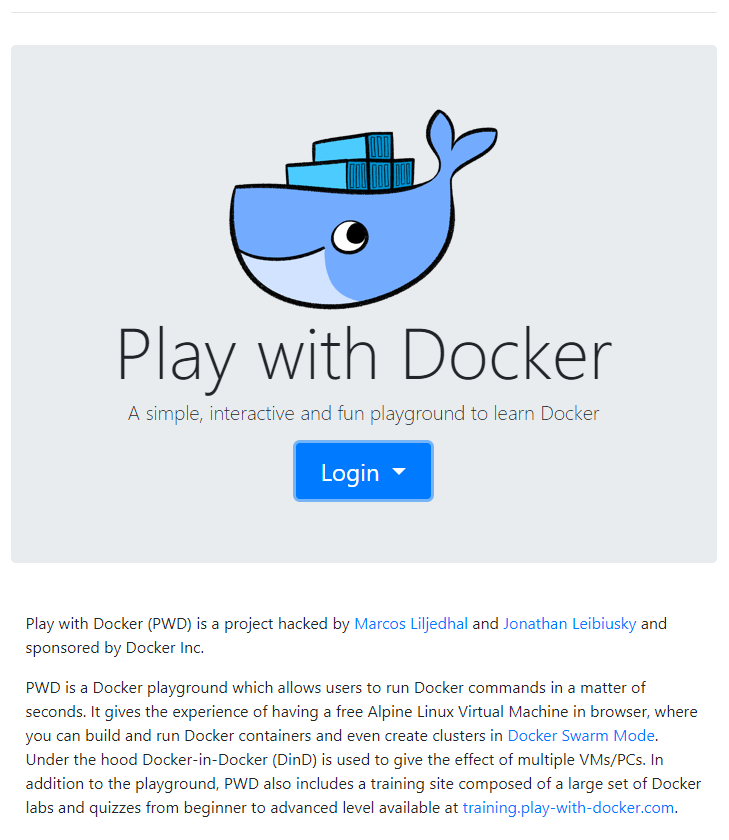 Play with Docker
A simple, interactive and fun playground to learn Docker
Login
Play with Docker (PWD) is a project hacked by Marcos Liljedhal and Jonathan Leibiusky and
sponsored by Docker Inc.
PWD is a Docker playground which allows users to run Docker commands in a matter of
seconds. It gives the experience of having a free Alpine Linux Virtual Machine in browser, where
you can build and run Docker containers and even create clusters in Docker Swarm Mode.
Under the hood Docker-in-Docker (DinD) is used to give the effect of multiple VMs/PCs. In
addition to the playground, PWD also includes a training site composed of a large set of Docker
labs and quizzes from beginner to advanced level available at training.play-with-docker.com.